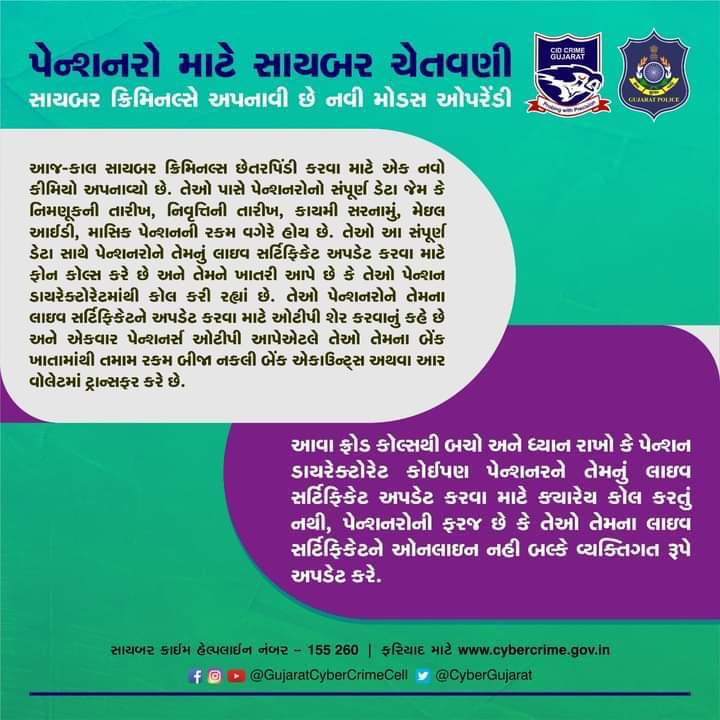 પેન્શનરો માટે સાયબર ચેતવણી
સાયબર ક્રિમિનલ્સે અપનાવી છે નવી મોડસ ઓપરેંડી
CID CRIME
GUJARAT
Probing with Precision
GUJARAT POLICE
આજ-કાલ સાયબર ક્રિમિનલ્સ છેતરપિંડી કરવા માટે એક નવો
કીમિયો અપનાવ્યો છે. તેઓ પાસે પેન્શનરોનો સંપૂર્ણ ડેટા જેમ કે
નિમણૂકની તારીખ, નિવૃત્તિની તારીખ, કાયમી સરનામું, મેઇલ
આઈડી, માસિક પેન્શનની રકમ વગેરે હોય છે. તેઓ આ સંપૂર્ણ
ડેટા સાથે પેન્શનરોને તેમનું લાઇવ સર્ટિફિકેટ અપડેટ કરવા માટે
ફોન કોલ્સ કરે છે અને તેમને ખાતરી આપે છે કે તેઓ પેન્શન
ડાયરેક્ટોરેટમાંથી કોલ કરી રહ્યાં છે. તેઓ પેન્શનરોને તેમના
લાઇવ સર્ટિફિકેટને અપડેટ કરવા માટે ઓટીપી શેર કરવાનું કહે છે
અને એકવાર પેન્શનર્સ ઓટીપી આપેએટલે તેઓ તેમના બેંક
ખાતામાંથી તમામ રકમ બીજા નકલી બેંક એકાઉન્ટ્સ અથવા આર
વોલેટમાં ટ્રાન્સફર કરે છે.
આવા ફ્રોડ કોલ્સથી બચો અને ધ્યાન રાખો કે પેન્શન
ડાયરેક્ટોરેટ કોઇપણ પેન્શનરને તેમનું લાઇવ
સર્ટિફિકેટ અપડેટ કરવા માટે ક્યારેય કોલ કરતું
નથી, પેન્શનરોની ફરજ છે કે તેઓ તેમના લાઇવ
સર્ટિફિકેટને ઓનલાઇન નહી બલ્કે વ્યક્તિગત રૂપે
અપડેટ કરે.
સાયબર કાઈમ હેલ્પલાઈન નંબર – 155 260 | ફરિયાદ માટે www.cybercrime.gov.in
@GujaratCyberCrimeCell @CyberGujarat